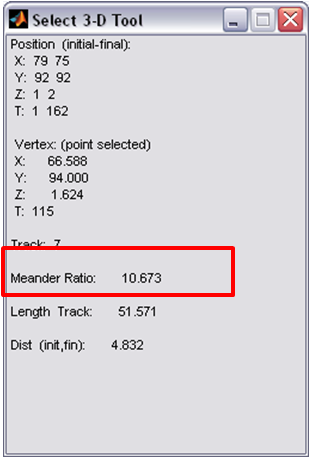 Select 3-D Tool
Position (initial-final):
X: 79 75
Y: 92 92
Z: 1 2
T: 1 162
Vertex: (point selected)
X: 66.588
Y: 94.000
Z: 1.624
T: 115
Track: 7
Meander Ratio: 10.673
Length Track: 51.571
Dist (init,fin): 4.832